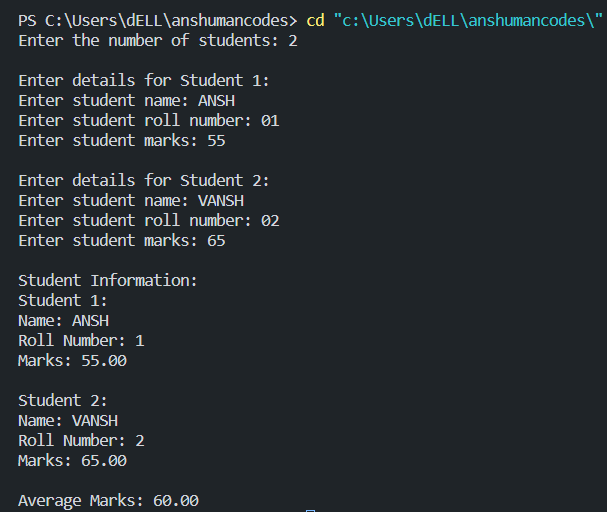 PS C:\Users\dELL\anshumancodes> cd "c:\Users\dELL\anshumancodes\"
Enter the number of students: 2
Enter details for Student 1:
Enter student name: ANSH
Enter student roll number: 01
Enter student marks: 55
Enter details for Student 2:
Enter student name: VANSH
Enter student roll number: 02
Enter student marks: 65
Student Information:
Student 1:
Name: ANSH
Roll Number: 1
Marks: 55.00
Student 2:
Name: VANSH
Roll Number: 2
Marks: 65.00
Average Marks: 60.00